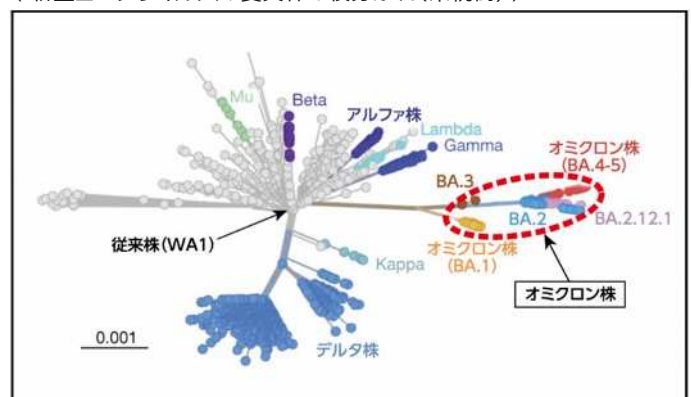 Mu
Beta
アルファ株
Lambda
Gamma
オミクロン株
(BA.4-5)
BA.3
BA.2
BA.2.12.1
従来株(WA1)
オミクロン株
(BA.1)
Kappa
オミクロン株
0.001
デルタ株